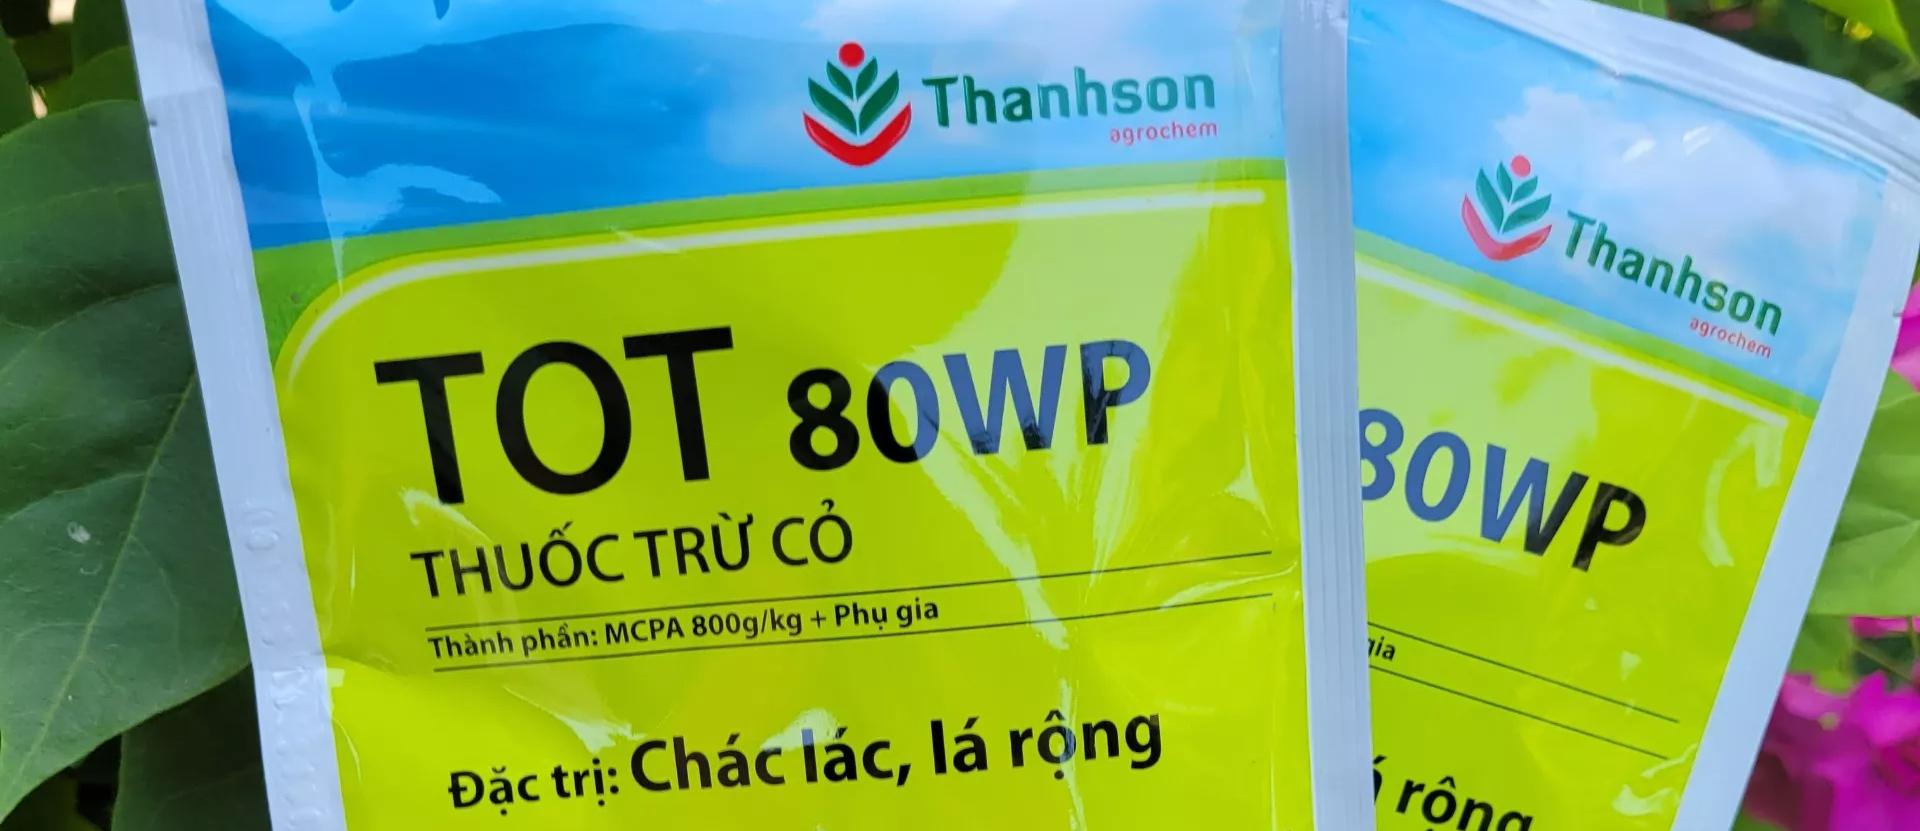 Thanhson
agrochem
TOT 80WP
THUỐC TRỪ CỎ
Thành phần: MCPA 800g/kg + Phụ gia
Đặc trị: Chác lác, lá rộng
Thanhson
agrochem
80WP
gia
rộng